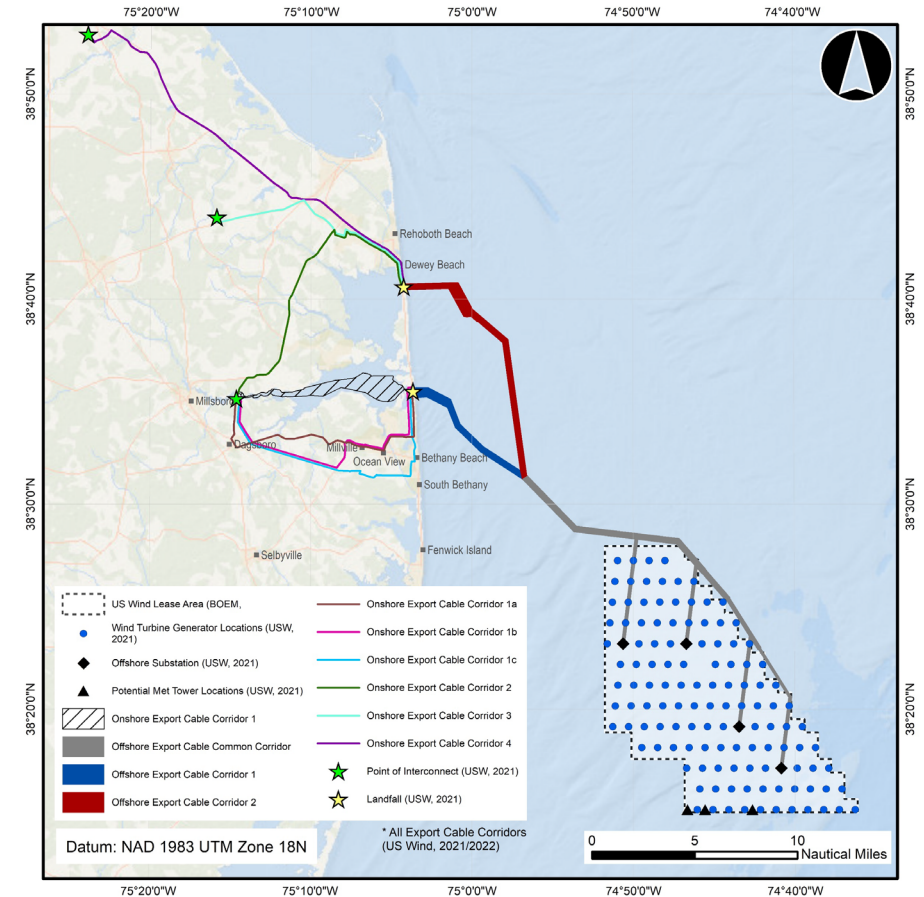 75°20'0"W 75°10'0"W 75°0'0"W 74°50'0"W 74°40'0"W
38°50'0"N
38°50'0"N
Rehoboth Beach
Dewey Beach
38°40'0"N
38°40'0"N
Millsboro
Dagsboro
Millville
Ocean View
Bethany Beach
South Bethany
38°30'0"N
38°30'0"N
Selbyville
Fenwick Island
US Wind Lease Area (BOEM,
Wind Turbine Generator Locations (USW,
2021)
Offshore Substation (USW, 2021)
Potential Met Tower Locations (USW, 2021)
Onshore Export Cable Corridor 1
Offshore Export Cable Common Corridor
Offshore Export Cable Corridor 1
Offshore Export Cable Corridor 2
Onshore Export Cable Corridor 1a
Onshore Export Cable Corridor 1b
Onshore Export Cable Corridor 1c
Onshore Export Cable Corridor 2
Onshore Export Cable Corridor 3
Onshore Export Cable Corridor 4
Point of Interconnect (USW, 2021)
Landfall (USW, 2021)
38°20'0"N
38°20'0"N
* All Export Cable Corridors
(US Wind, 2021/2022)
Datum: NAD 1983 UTM Zone 18N
0 5 10
Nautical Miles
75°20'0"W 75°10'0"W 75°0'0"W 74°50'0"W 74°40'0"W